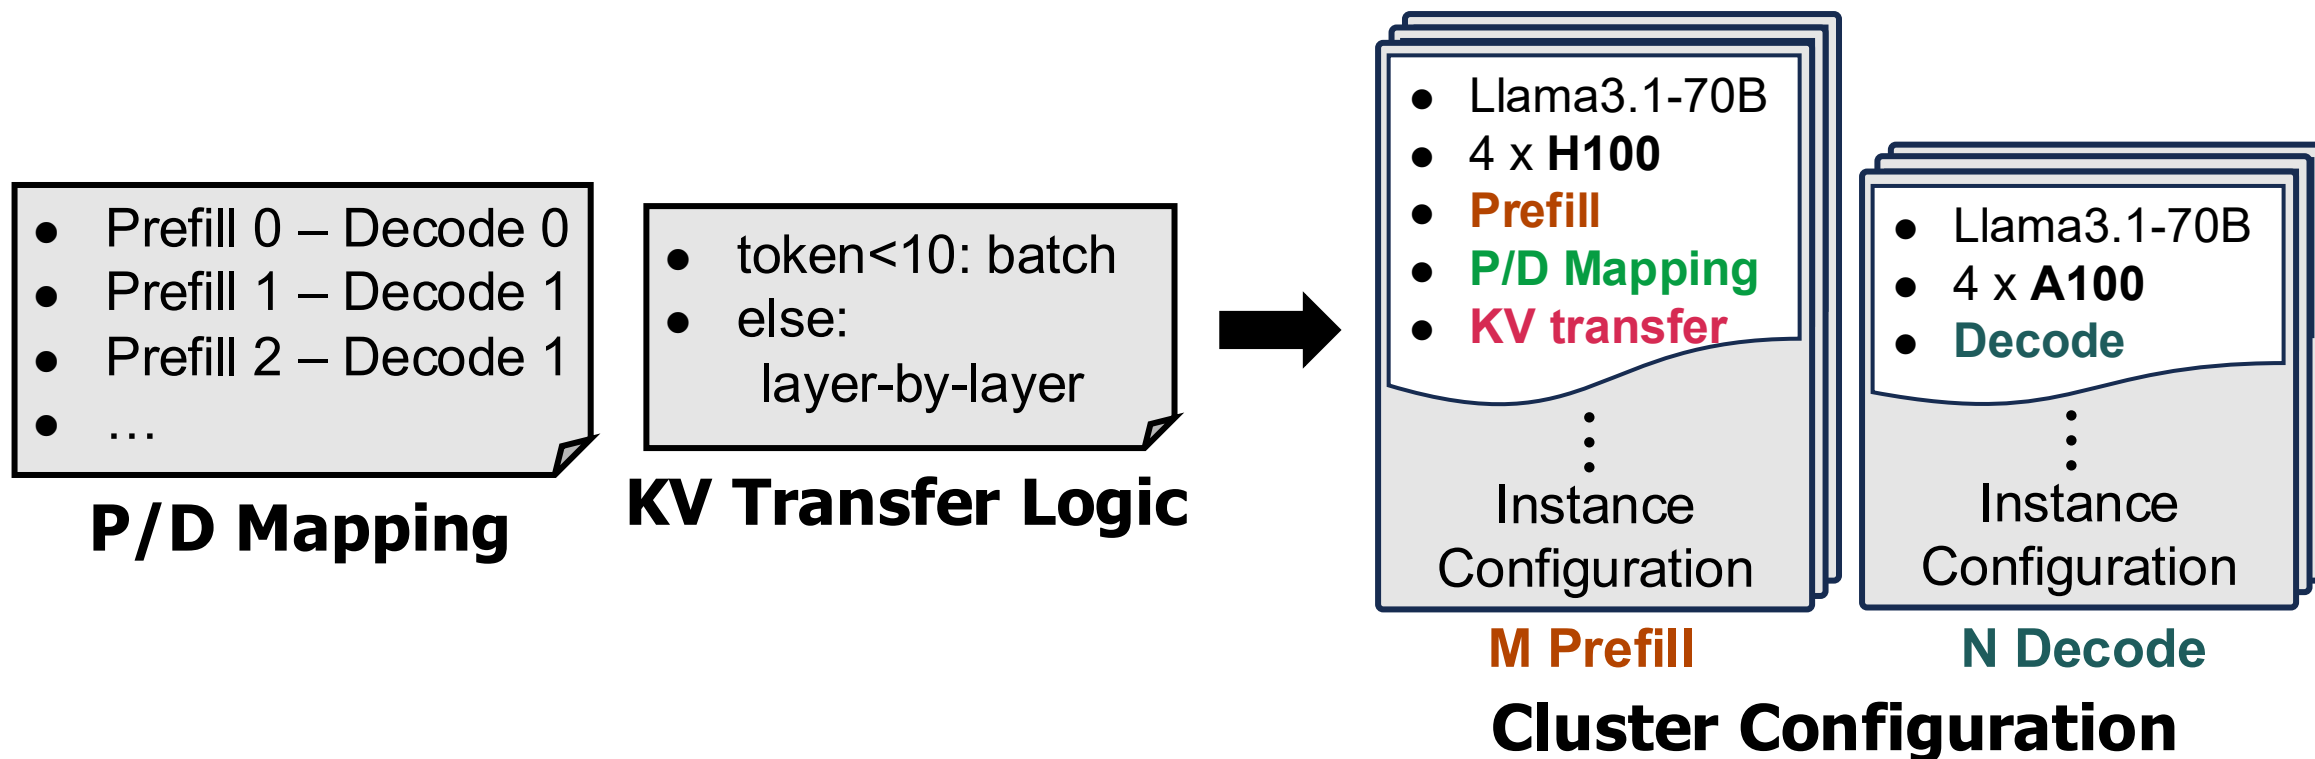 Prefill 0 – Decode 0
Prefill 1 – Decode 1
Prefill 2 – Decode 1
…
P/D Mapping
token<10: batch
else:
layer-by-layer
KV Transfer Logic
Llama3.1-70B
4 x H100
Prefill
P/D Mapping
KV transfer
Instance
Configuration
M Prefill
Llama3.1-70B
4 x A100
Decode
Instance
Configuration
N Decode
Cluster Configuration